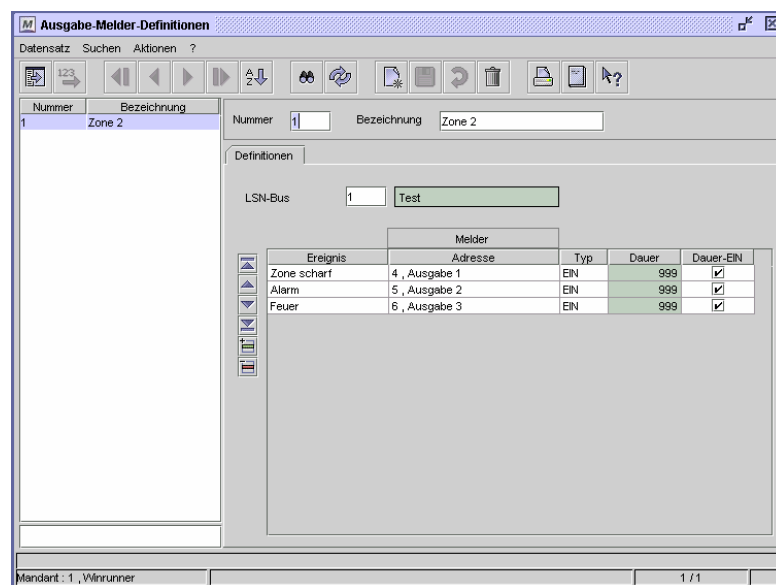 M Ausgabe-Melder-Definitionen
Datensatz Suchen Aktionen ?
123 A Z ?
Nummer Bezeichnung
1 Zone 2
Nummer 1 Bezeichnung Zone 2
Definitionen
LSN-Bus 1 Test
Melder
Ereignis Adresse Typ Dauer Dauer-EIN
Zone scharf 4 , Ausgabe 1 EIN 999
Alarm 5 , Ausgabe 2 EIN 999
Feuer 6 , Ausgabe 3 EIN 999
Mandant : 1 , Winrunner 1 / 1